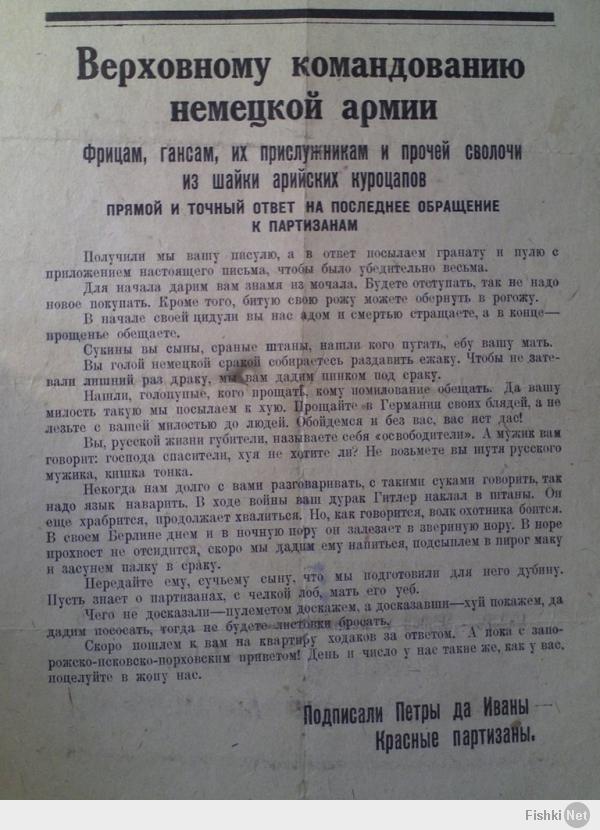 Верховному командованию
немецкой армии
Фрицам, гансам, их прислужникам и прочей сволочи
из шайки арийских куроцапов
ПРЯМОЙ И ТОЧНЫЙ ОТВЕТ НА ПОСЛЕДНЕЕ ОБРАЩЕНИЕ
К ПАРТИЗАНАМ
Получили мы вашу писулю, а в ответ посылаем гранату и пулю с
приложением настоящего письма, чтобы было убедительно весьма.
Для начала дарим вам знамя из мочала. Будете отступать, так не надо
новое покупать. Кроме того, битую свою рожу можете обернуть в рогожу.
В начале своей цидули вы нас адом и смертью стращаете, а в конце—
прощенье обещаете.
Сукины вы сыны, сраные штаны, нашли кого пугать, ебу вашу мать.
Вы голой немецкой сракой собираетесь раздавить ежаку. Чтобы не зате-
вали лишний раз драку, мы вам дадим пинком под сраку.
Нашли, голопупые, кого прощать, кому помилование обещать. Да вашу
милость такую мы посылаем к хую. Прощайте в Германии своих блядей, а не
лезьте с вашей милостью до людей. Обойдемся и без вас, вас ист дас!
Вы, русской жизни губители, называете себя «освободители». А мужик вам
говорит: господа спасители, хуя не хотите ли? Не возьмете вы шутя русского
мужика, кишка тонка.
Некогда нам долго с вами разговаривать, с такими суками говорить, так
надо язык наварить. В ходе войны ваш дурак Гитлер наклал в штаны. Он
еще храбрится, продолжает хвалиться. Но, как говорится, волк охотника боится.
В своем Берлине днем и в ночную пору он залезает в звериную нору. В норе
прохвост не отсидится, скоро мы дадим ему напиться, подсыплем в пирог маку
и засунем палку в сраку.
Передайте ему, сучьему сыну, что мы подготовили для него дубину.
Пусть знает о партизанах, с челкой лоб, мать его уеб.
Чего не досказали—пулеметом доскажем, а досказавши—хуй покажем, да
дадим пососать, тогда не будете листовки бросать.
Скоро пошлем к вам на квартиру ходаков за ответом. А пока с запо-
рожско-псковско-порховским приветом! День и число у нас такие же, как у вас,
поцелуйте в жопу нас.
Подписали Петры да Иваны
Красные партизаны.
Fishki Net